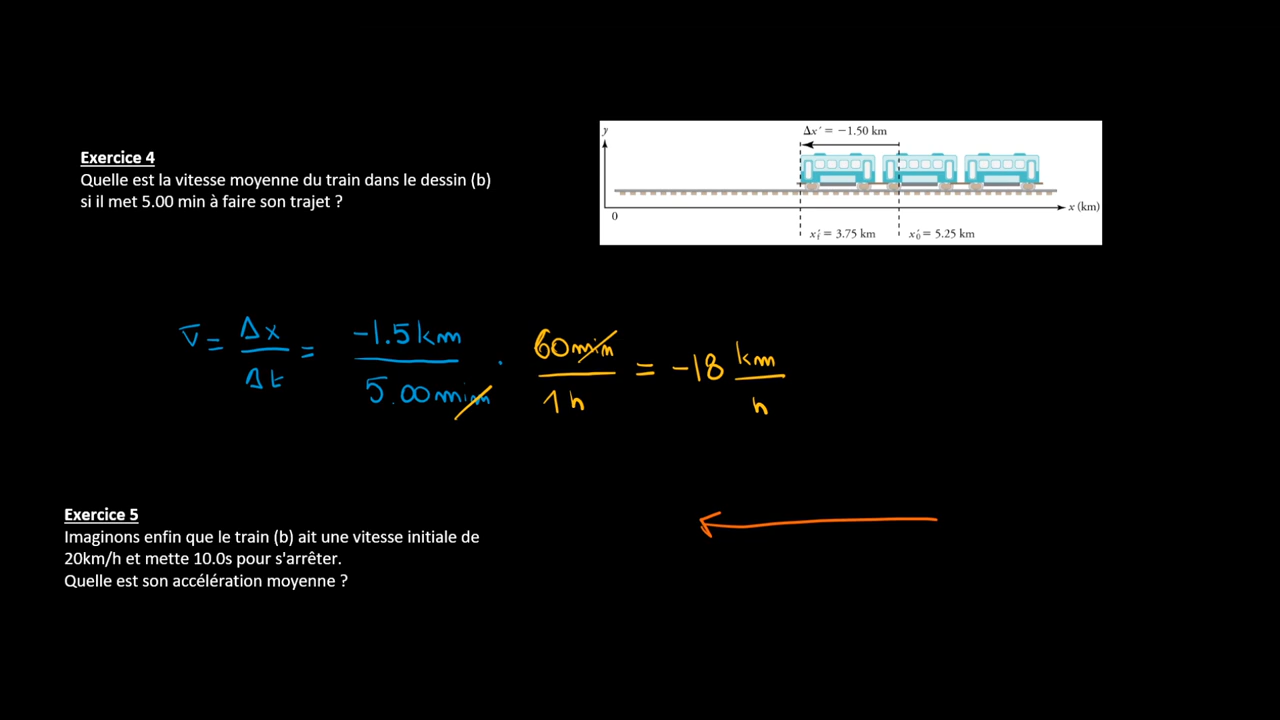 Exercice 4
Quelle est la vitesse moyenne du train dans le dessin (b)
si il met 5.00 min à faire son trajet ?
y
Δx′ = −1.50 km
0
x (km)
x′f = 3.75 km
x′0 = 5.25 km
v̅ = Δx / Δt = −1.5 km / 5.00 min · 60 min / 1 h = −18 km / h
Exercice 5
Imaginons enfin que le train (b) ait une vitesse initiale de
20km/h et mette 10.0s pour s'arrêter.
Quelle est son accélération moyenne ?